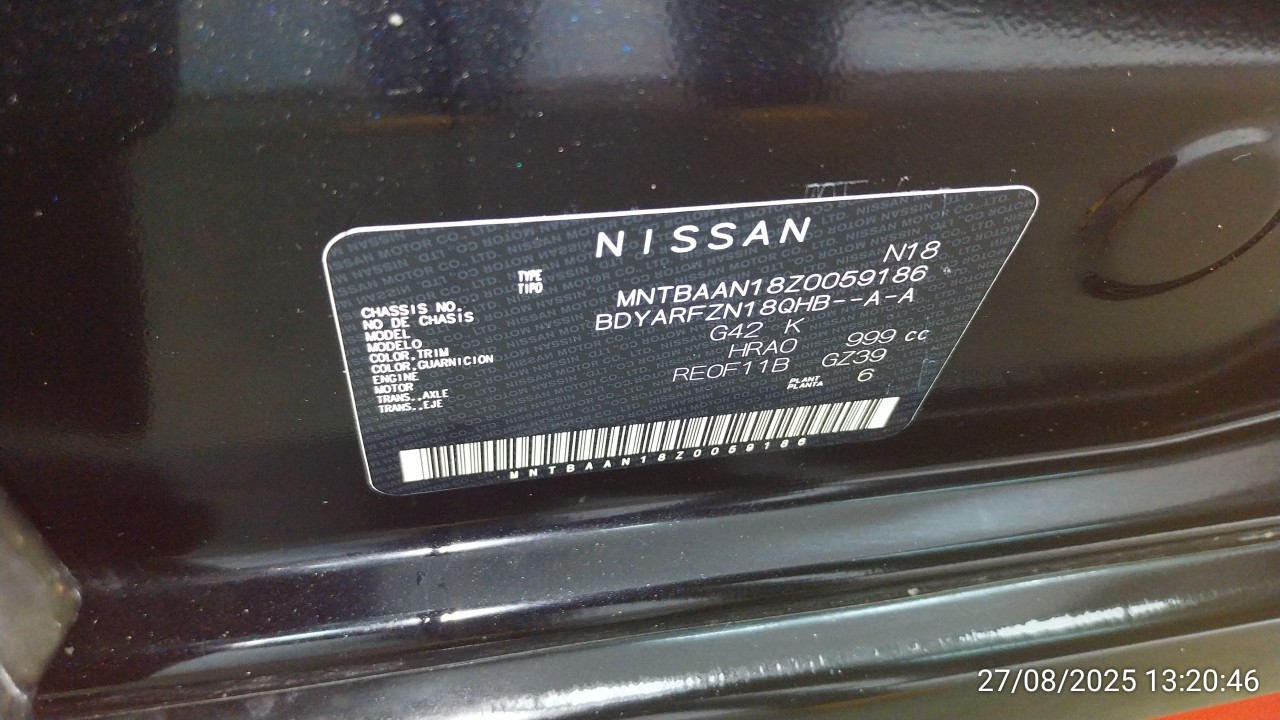 NISSAN
TYPE
TIPO
N18
CHASSIS NO.
NO DE CHASIS
MNTBAAN18Z0059186
MODEL
MODELO
BDYARFZN18QHB--A-A
COLOR,TRIM
COLOR,GUARNICION
G42 K
ENGINE
MOTOR
HRA0 999 cc
TRANS.,AXLE
TRANS.,EJE
RE0F11B GZ39
PLANT
PLANTA
6
MNTBAAN18Z0059186
27/08/2025 13:20:46